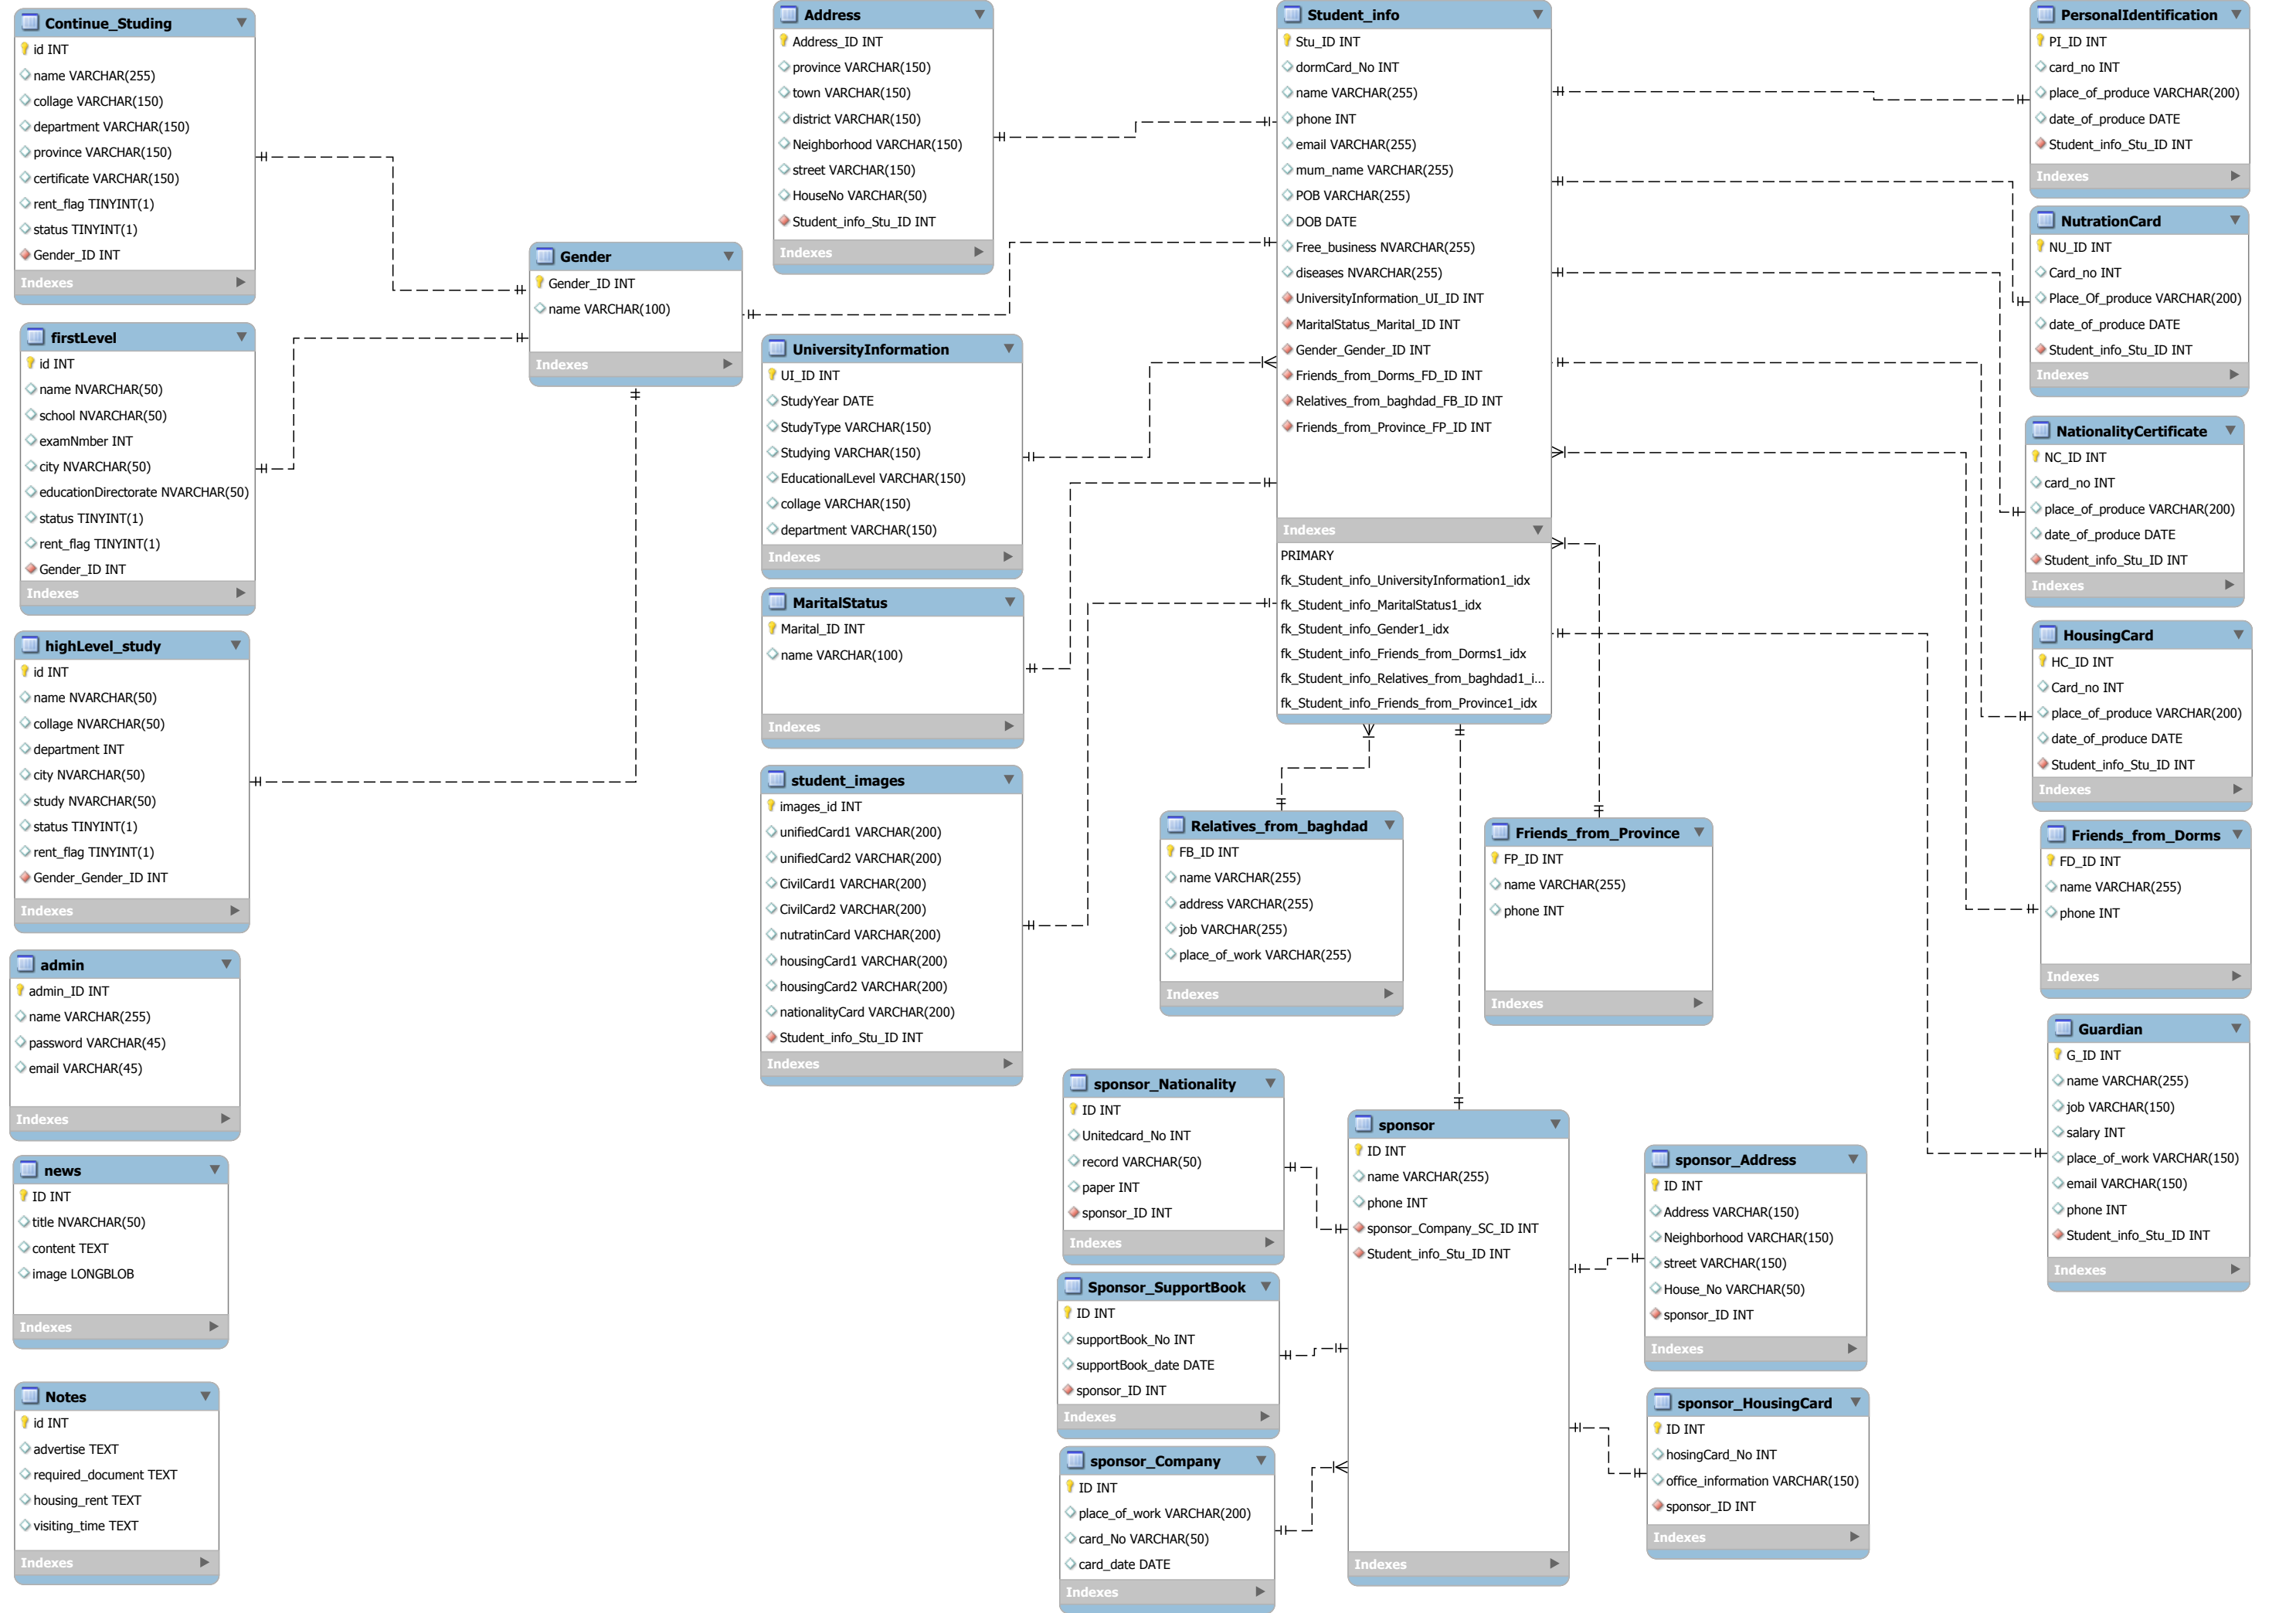 Continue_Studing
id INT
name VARCHAR(255)
collage VARCHAR(150)
department VARCHAR(150)
province VARCHAR(150)
certificate VARCHAR(150)
rent_flag TINYINT(1)
status TINYINT(1)
Gender_ID INT
Indexes
firstLevel
id INT
name NVARCHAR(50)
school NVARCHAR(50)
examNmber INT
city NVARCHAR(50)
educationDirectorate NVARCHAR(50)
status TINYINT(1)
rent_flag TINYINT(1)
Gender_ID INT
Indexes
highLevel_study
id INT
name NVARCHAR(50)
collage NVARCHAR(50)
department INT
city NVARCHAR(50)
study NVARCHAR(50)
status TINYINT(1)
rent_flag TINYINT(1)
Gender_Gender_ID INT
Indexes
admin
admin_ID INT
name VARCHAR(255)
password VARCHAR(45)
email VARCHAR(45)
Indexes
news
ID INT
title NVARCHAR(50)
content TEXT
image LONGBLOB
Indexes
Notes
id INT
advertise TEXT
required_document TEXT
housing_rent TEXT
visiting_time TEXT
Indexes
Gender
Gender_ID INT
name VARCHAR(100)
Indexes
Address
Address_ID INT
province VARCHAR(150)
town VARCHAR(150)
district VARCHAR(150)
Neighborhood VARCHAR(150)
street VARCHAR(150)
HouseNo VARCHAR(50)
Student_info_Stu_ID INT
Indexes
UniversityInformation
UI_ID INT
StudyYear DATE
StudyType VARCHAR(150)
Studying VARCHAR(150)
EducationalLevel VARCHAR(150)
collage VARCHAR(150)
department VARCHAR(150)
Indexes
MaritalStatus
Marital_ID INT
name VARCHAR(100)
Indexes
student_images
images_id INT
unifiedCard1 VARCHAR(200)
unifiedCard2 VARCHAR(200)
CivilCard1 VARCHAR(200)
CivilCard2 VARCHAR(200)
nutratinCard VARCHAR(200)
housingCard1 VARCHAR(200)
housingCard2 VARCHAR(200)
nationalityCard VARCHAR(200)
Student_info_Stu_ID INT
Indexes
Student_info
Stu_ID INT
dormCard_No INT
name VARCHAR(255)
phone INT
email VARCHAR(255)
mum_name VARCHAR(255)
POB VARCHAR(255)
DOB DATE
Free_business NVARCHAR(255)
diseases NVARCHAR(255)
UniversityInformation_UI_ID INT
MaritalStatus_Marital_ID INT
Gender_Gender_ID INT
Friends_from_Dorms_FD_ID INT
Relatives_from_baghdad_FB_ID INT
Friends_from_Province_FP_ID INT
Indexes
PRIMARY
fk_Student_info_UniversityInformation1_idx
fk_Student_info_MaritalStatus1_idx
fk_Student_info_Gender1_idx
fk_Student_info_Friends_from_Dorms1_idx
fk_Student_info_Relatives_from_baghdad1_i...
fk_Student_info_Friends_from_Province1_idx
Relatives_from_baghdad
FB_ID INT
name VARCHAR(255)
address VARCHAR(255)
job VARCHAR(255)
place_of_work VARCHAR(255)
Indexes
Friends_from_Province
FP_ID INT
name VARCHAR(255)
phone INT
Indexes
sponsor_Nationality
ID INT
Unitedcard_No INT
record VARCHAR(50)
paper INT
sponsor_ID INT
Indexes
Sponsor_SupportBook
ID INT
supportBook_No INT
supportBook_date DATE
sponsor_ID INT
Indexes
sponsor_Company
ID INT
place_of_work VARCHAR(200)
card_No VARCHAR(50)
card_date DATE
Indexes
sponsor
ID INT
name VARCHAR(255)
phone INT
sponsor_Company_SC_ID INT
Student_info_Stu_ID INT
Indexes
sponsor_Address
ID INT
Address VARCHAR(150)
Neighborhood VARCHAR(150)
street VARCHAR(150)
House_No VARCHAR(50)
sponsor_ID INT
Indexes
sponsor_HousingCard
ID INT
hosingCard_No INT
office_information VARCHAR(150)
sponsor_ID INT
Indexes
PersonalIdentification
PI_ID INT
card_no INT
place_of_produce VARCHAR(200)
date_of_produce DATE
Student_info_Stu_ID INT
Indexes
NutrationCard
NU_ID INT
Card_no INT
Place_Of_produce VARCHAR(200)
date_of_produce DATE
Student_info_Stu_ID INT
Indexes
NationalityCertificate
NC_ID INT
card_no INT
place_of_produce VARCHAR(200)
date_of_produce DATE
Student_info_Stu_ID INT
Indexes
HousingCard
HC_ID INT
Card_no INT
place_of_produce VARCHAR(200)
date_of_produce DATE
Student_info_Stu_ID INT
Indexes
Friends_from_Dorms
FD_ID INT
name VARCHAR(255)
phone INT
Indexes
Guardian
G_ID INT
name VARCHAR(255)
job VARCHAR(150)
salary INT
place_of_work VARCHAR(150)
email VARCHAR(150)
phone INT
Student_info_Stu_ID INT
Indexes